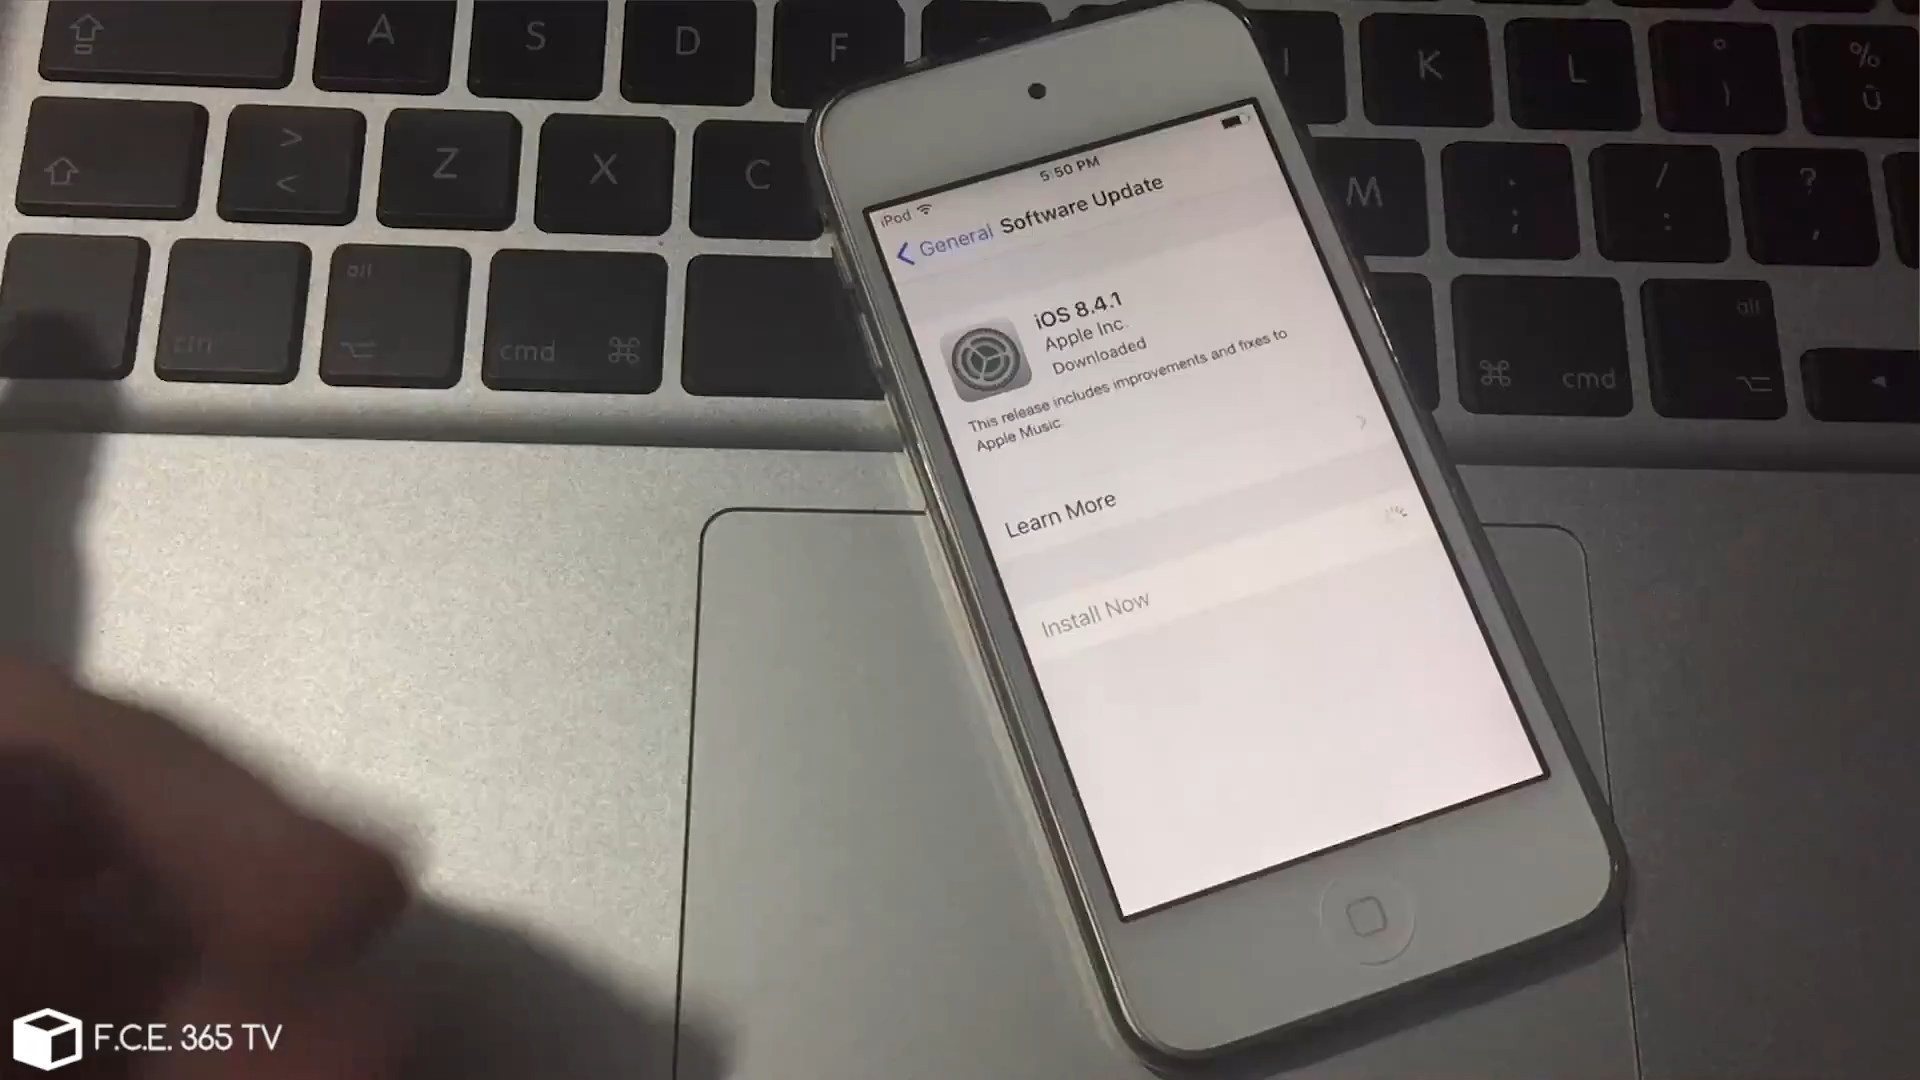 A S D F K L ° ) % Û
> < Z X C M . ; / : ? ,
ctrl alt cmd ⌘ ⌘ cmd alt
5:50 PM
iPod
General Software Update
iOS 8.4.1
Apple Inc.
Downloaded
This release includes improvements and fixes to
Apple Music.
Learn More
Install Now
F.C.E. 365 TV